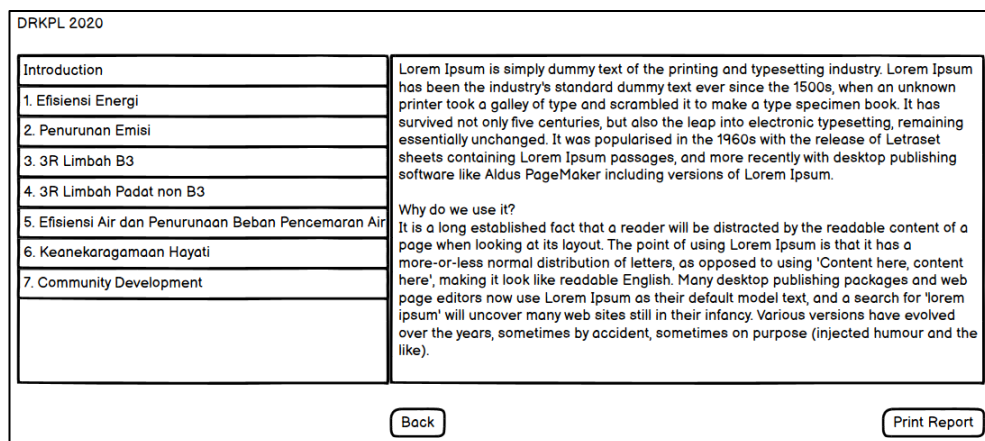 DRKPL 2020
Introduction
1. Efisiensi Energi
2. Penurunan Emisi
3. 3R Limbah B3
4. 3R Limbah Padat non B3
5. Efisiensi Air dan Penurunaan Beban Pencemaran Air
6. Keanekaragamaan Hayati
7. Community Development
Lorem Ipsum is simply dummy text of the printing and typesetting industry. Lorem Ipsum
has been the industry's standard dummy text ever since the 1500s, when an unknown
printer took a galley of type and scrambled it to make a type specimen book. It has
survived not only five centuries, but also the leap into electronic typesetting, remaining
essentially unchanged. It was popularised in the 1960s with the release of Letraset
sheets containing Lorem Ipsum passages, and more recently with desktop publishing
software like Aldus PageMaker including versions of Lorem Ipsum.
Why do we use it?
It is a long established fact that a reader will be distracted by the readable content of a
page when looking at its layout. The point of using Lorem Ipsum is that it has a
more-or-less normal distribution of letters, as opposed to using 'Content here, content
here', making it look like readable English. Many desktop publishing packages and web
page editors now use Lorem Ipsum as their default model text, and a search for 'lorem
ipsum' will uncover many web sites still in their infancy. Various versions have evolved
over the years, sometimes by accident, sometimes on purpose (injected humour and the
like).
Back
Print Report